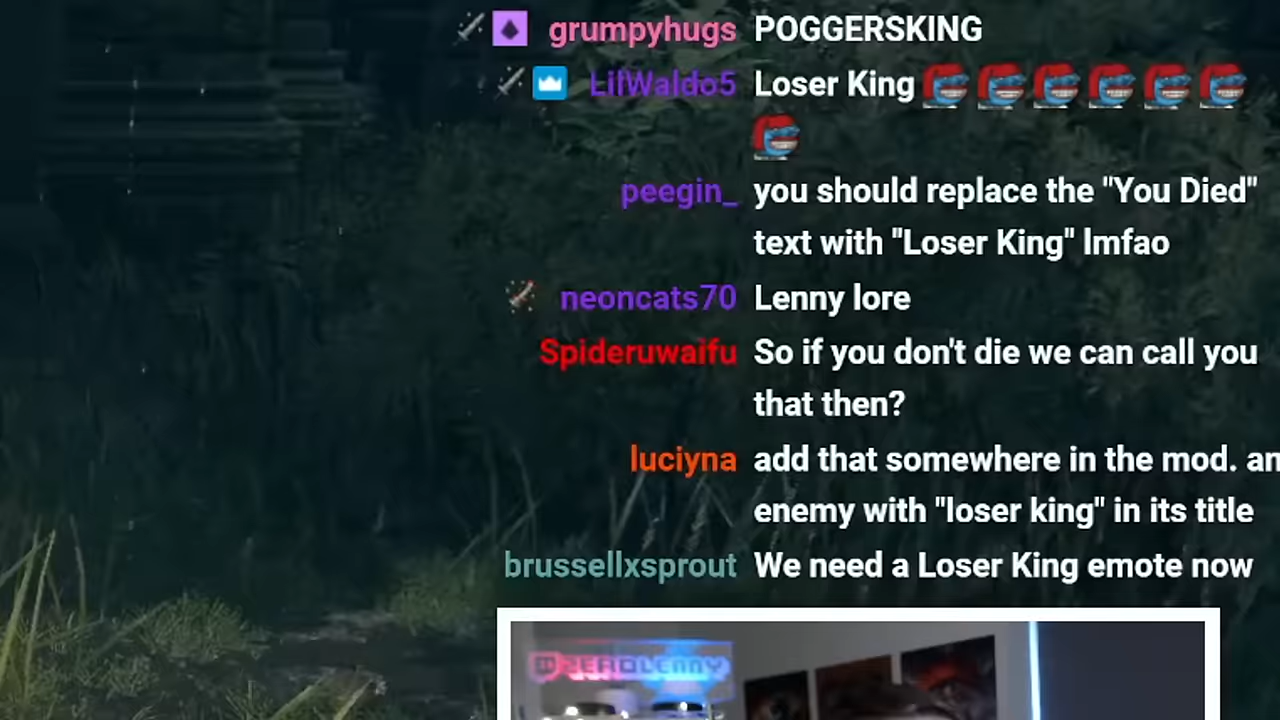 grumpyhugs POGGERSKING
LilWaldo5 Loser King
peegin_ you should replace the "You Died"
text with "Loser King" lmfao
neoncats70 Lenny lore
Spideruwaifu So if you don't die we can call you
that then?
luciyna add that somewhere in the mod. an
enemy with "loser king" in its title
brussellxsprout We need a Loser King emote now
ZEROLENNY